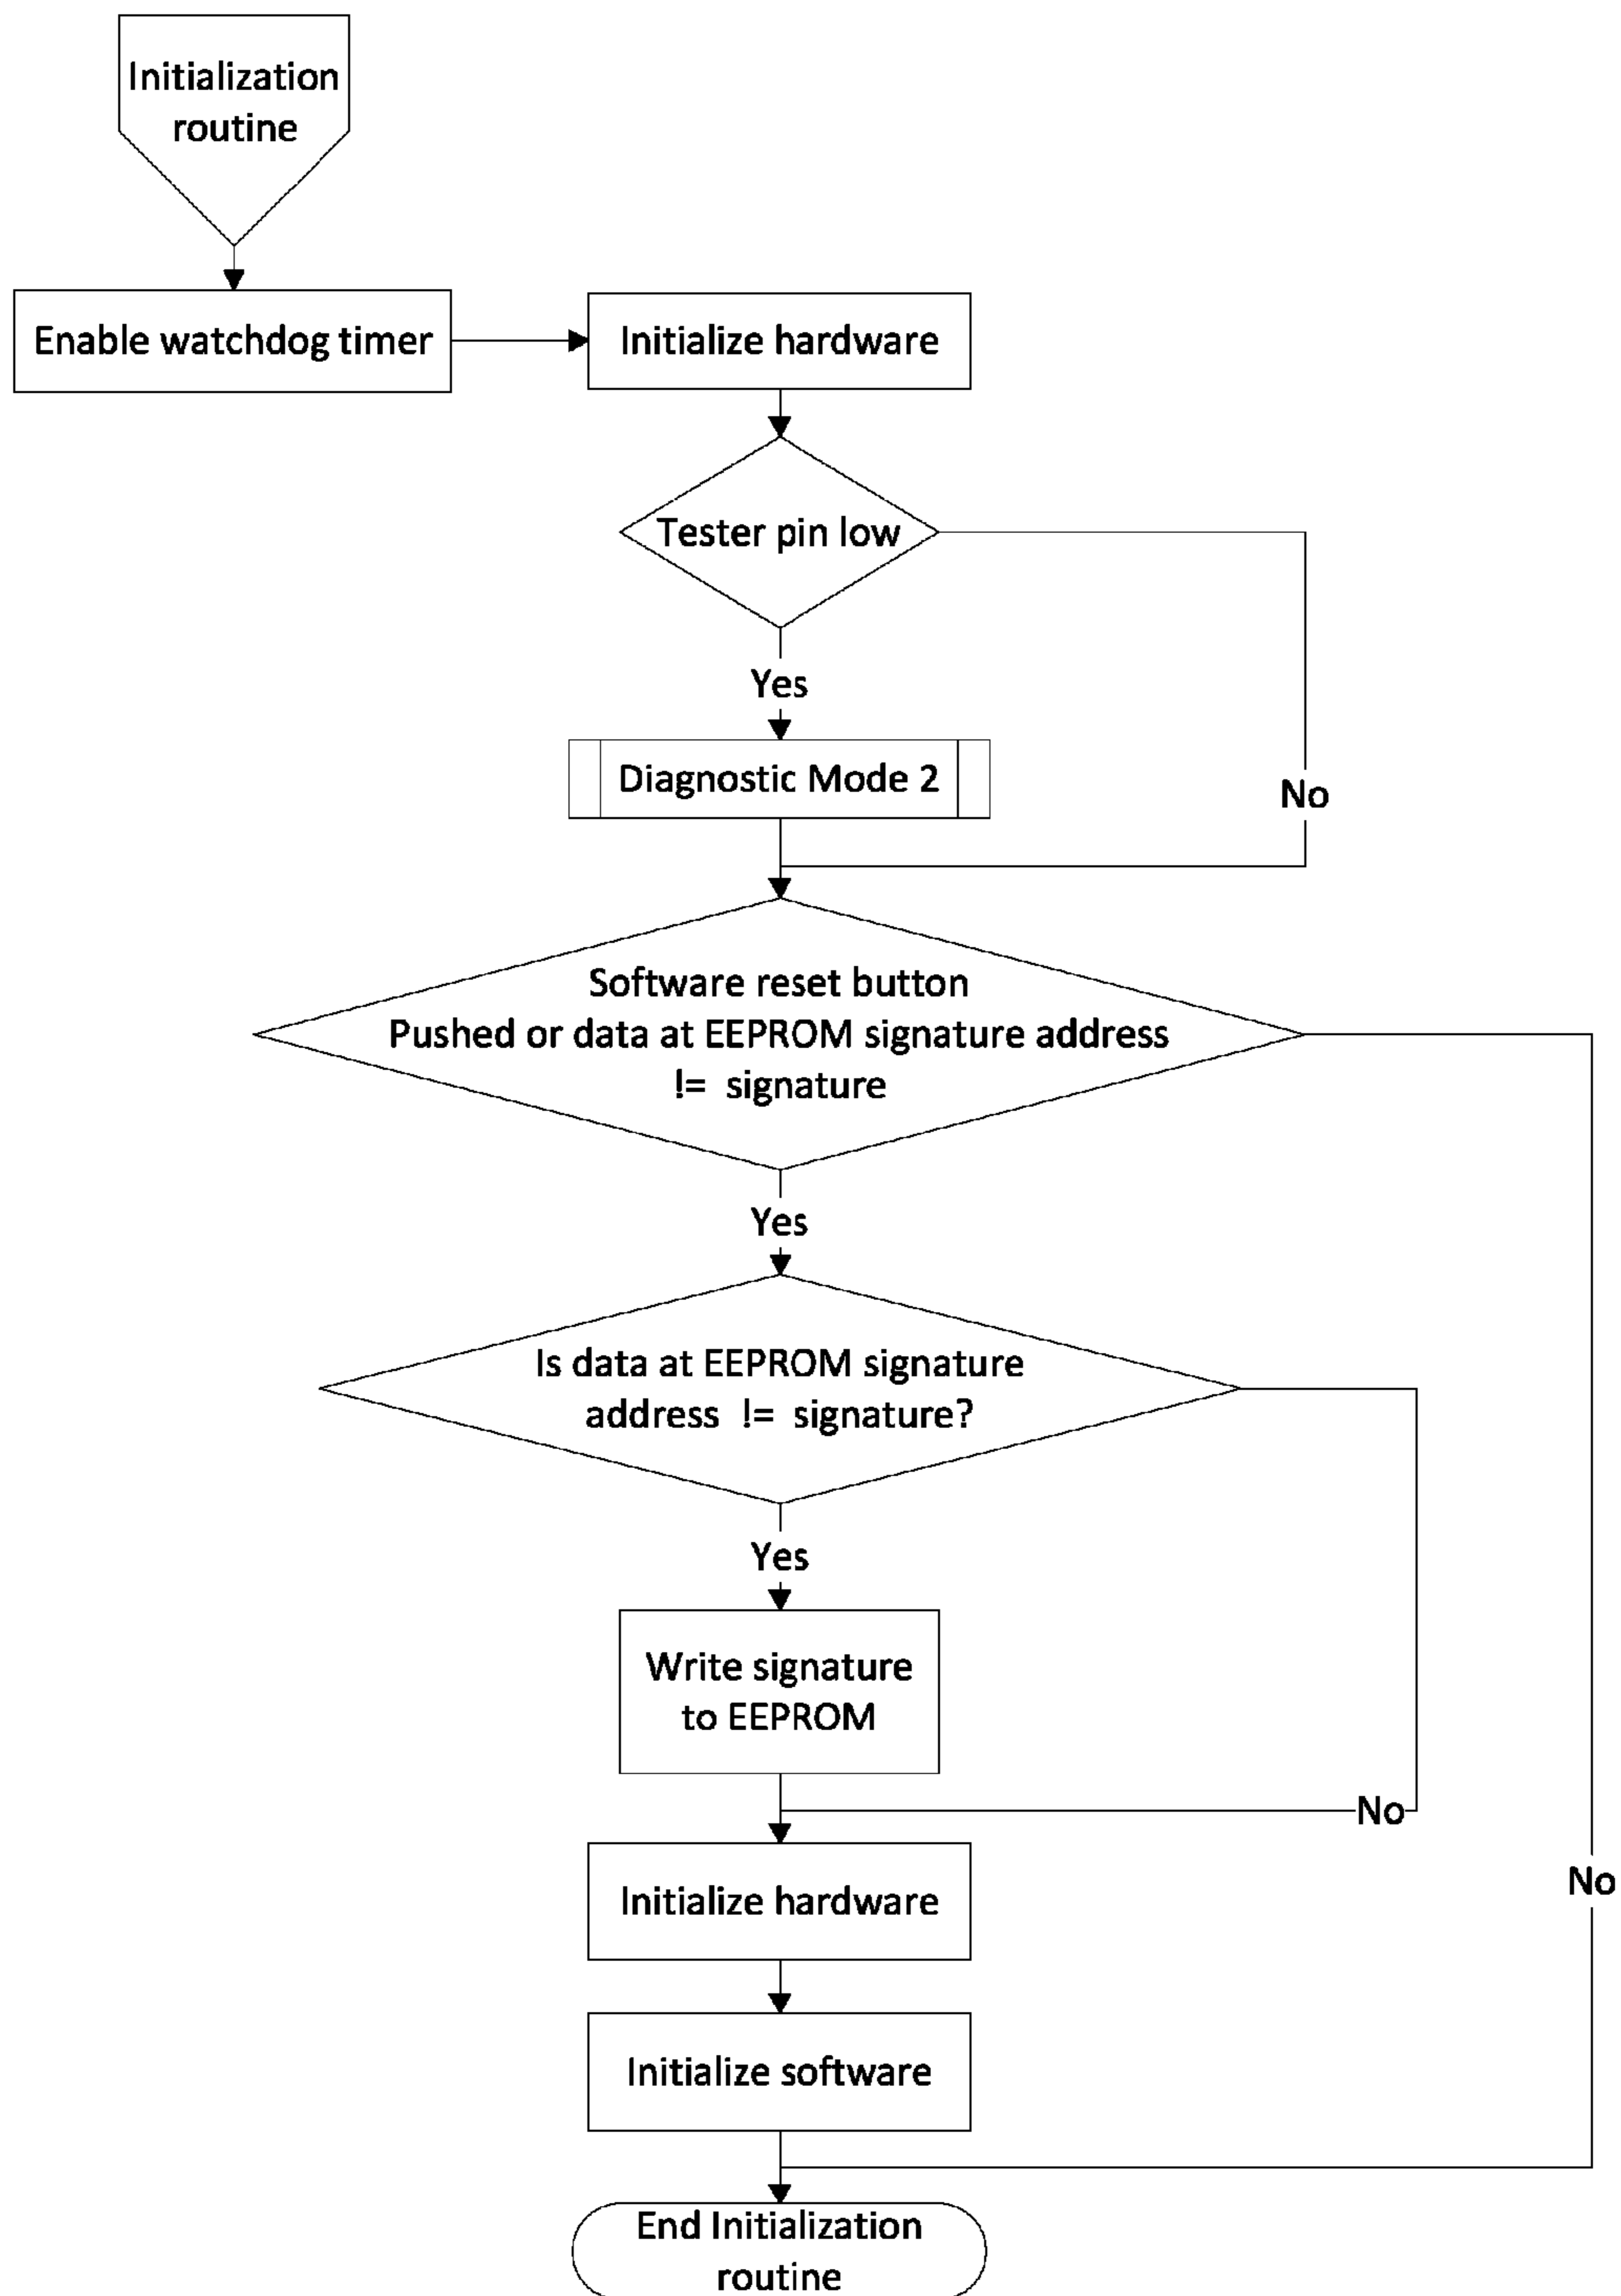 Initialization
routine
Enable watchdog timer
Initialize hardware
Tester pin low
Yes
Diagnostic Mode 2
No
Software reset button
Pushed or data at EEPROM signature address
!= signature
Yes
Is data at EEPROM signature
address != signature?
Yes
Write signature
to EEPROM
No
Initialize hardware
No
Initialize software
End Initialization
routine